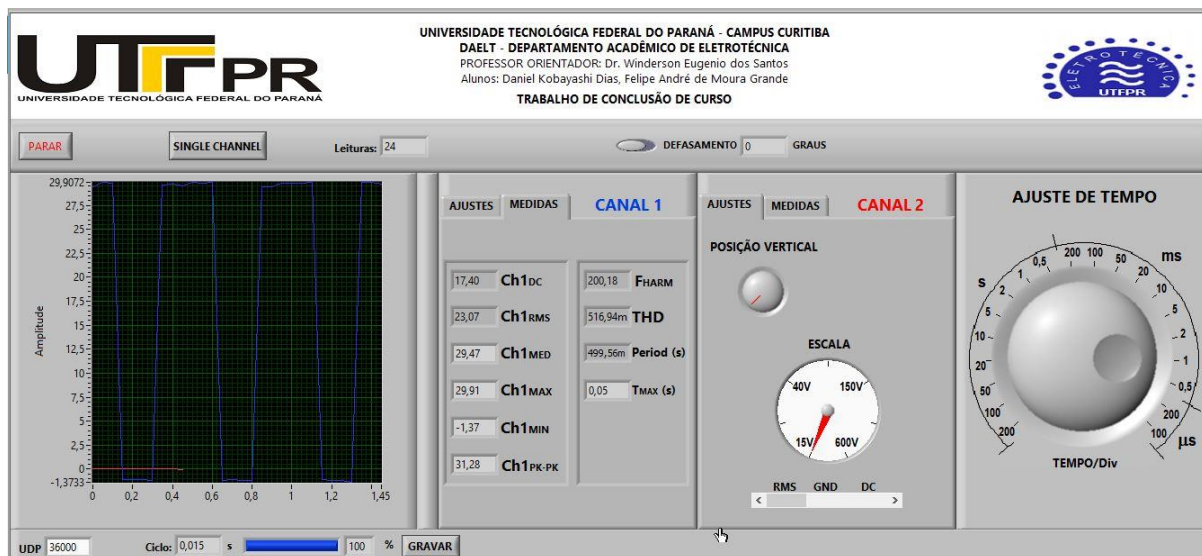 UTFPR
UNIVERSIDADE TECNOLÓGICA FEDERAL DO PARANÁ
UNIVERSIDADE TECNOLÓGICA FEDERAL DO PARANÁ - CAMPUS CURITIBA
DAELT - DEPARTAMENTO ACADÊMICO DE ELETROTÉCNICA
PROFESSOR ORIENTADOR: Dr. Winderson Eugenio dos Santos
Alunos: Daniel Kobayashi Dias, Felipe André de Moura Grande
TRABALHO DE CONCLUSÃO DE CURSO
ELETROTÉCNICA
UTFPR
PARAR
SINGLE CHANNEL
Leituras: 24
DEFASAMENTO 0 GRAUS
Amplitude
29,9072
27,5
25
22,5
20
17,5
15
12,5
10
7,5
5
2,5
0
-1,3733
0 0,2 0,4 0,6 0,8 1 1,2 1,45
AJUSTES MEDIDAS CANAL 1
17,40 Ch1DC
23,07 Ch1RMS
29,47 Ch1MED
29,91 Ch1MAX
-1,37 Ch1MIN
31,28 Ch1PK-PK
200,18 FHARM
516,94m THD
499,56m Period (s)
0,05 TMAX (s)
AJUSTES MEDIDAS CANAL 2
POSIÇÃO VERTICAL
ESCALA
40V 150V
15V 600V
RMS GND DC
AJUSTE DE TEMPO
s
200
100
50
20
10
5
2
1
0,5
ms
200
100
50
20
10
5
2
1
0,5
µs
200
100
TEMPO/Div
UDP 36000
Ciclo: 0,015 s
100 %
GRAVAR